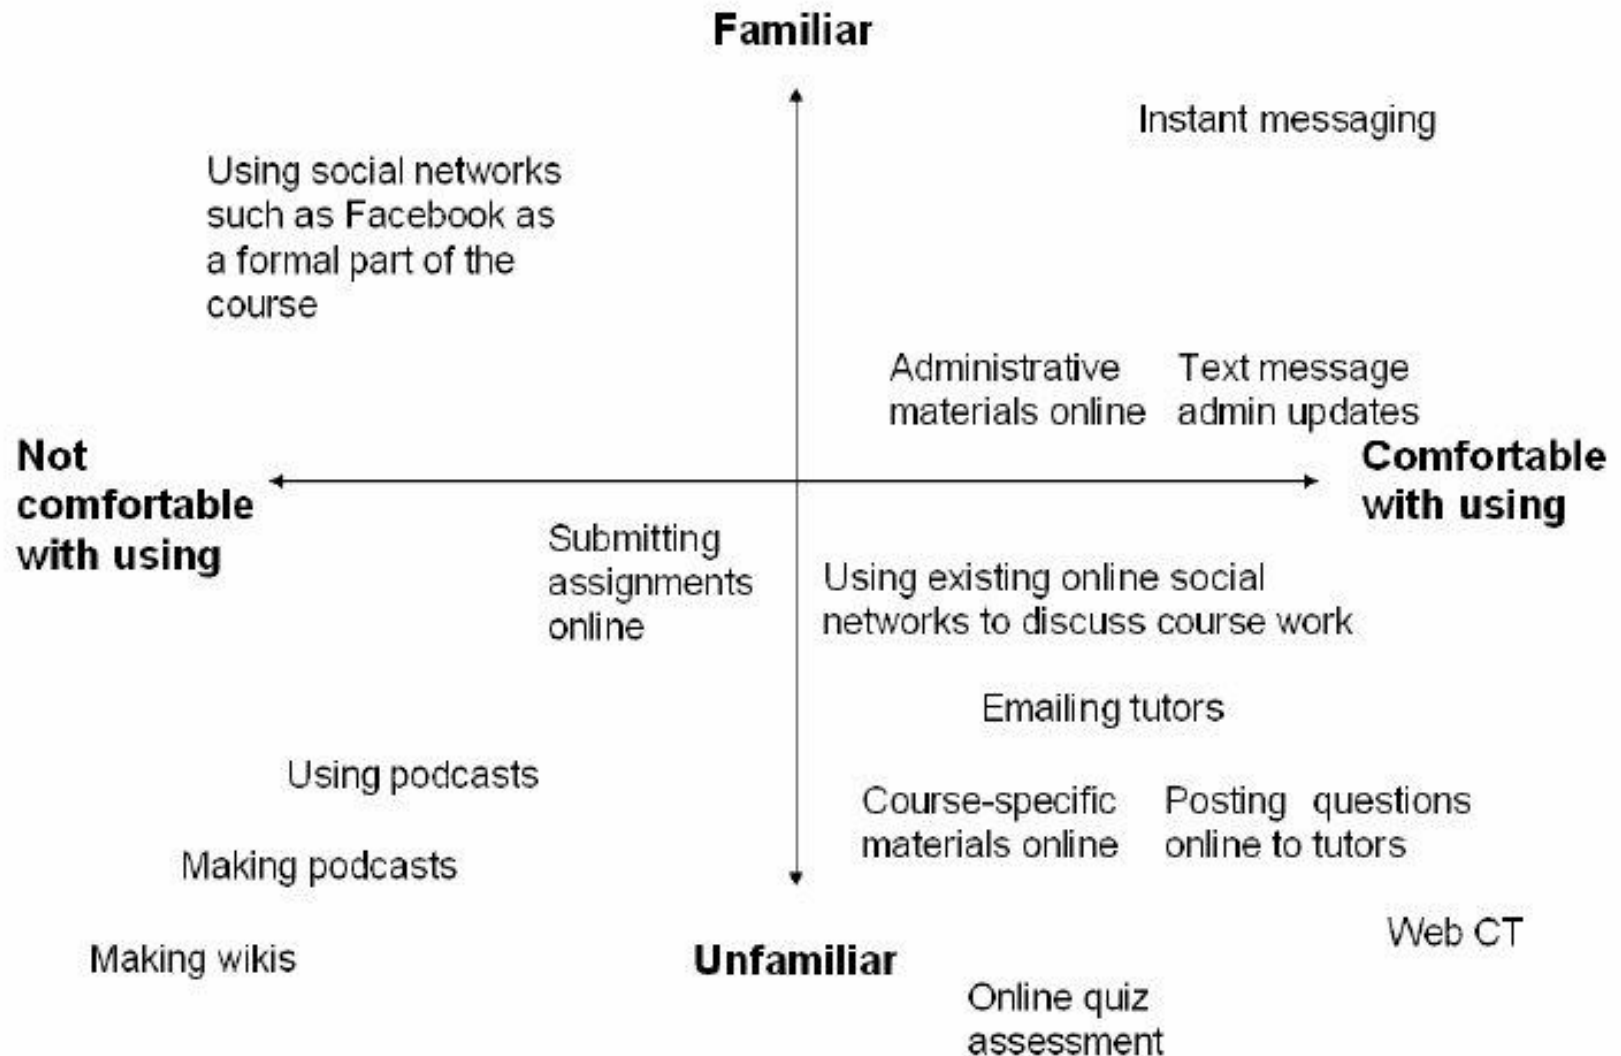 Familiar
Instant messaging
Using social networks
such as Facebook as
a formal part of the
course
Administrative
materials online
Text message
admin updates
Not
comfortable
with using
Comfortable
with using
Submitting
assignments
online
Using existing online social
networks to discuss course work
Emailing tutors
Using podcasts
Course-specific
materials online
Posting questions
online to tutors
Making podcasts
Web CT
Making wikis
Unfamiliar
Online quiz
assessment